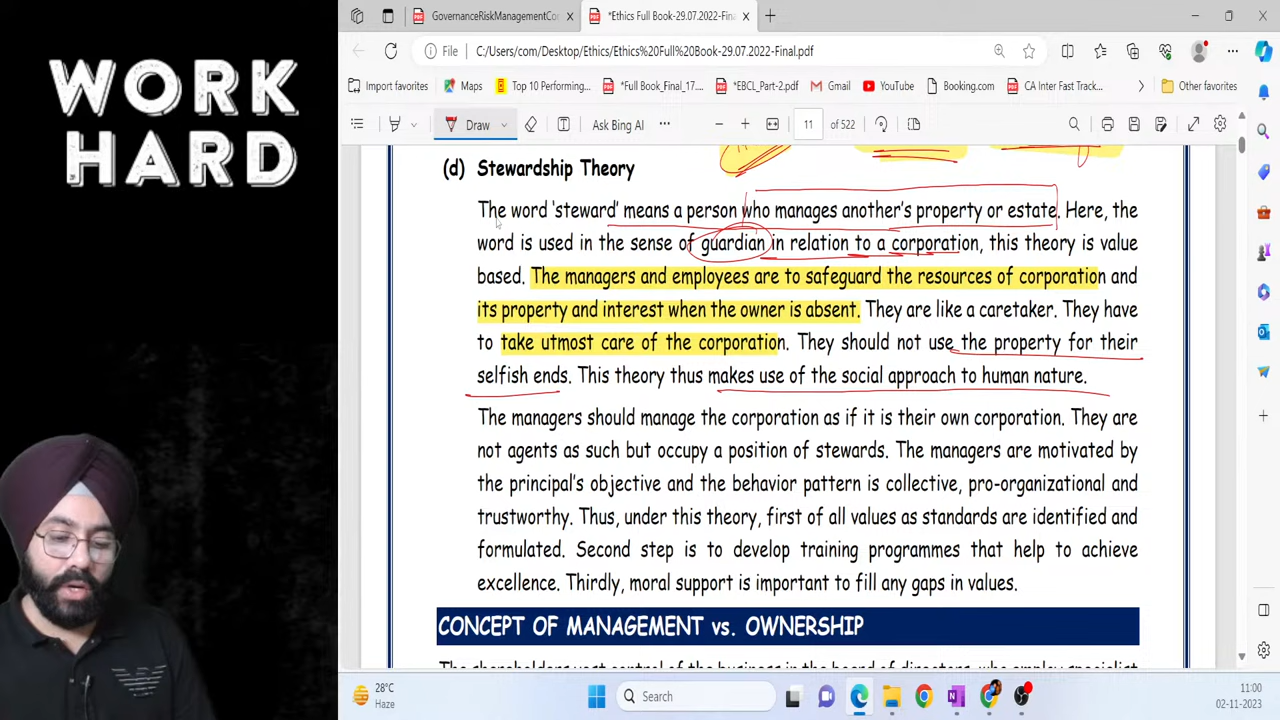 WORK
HARD
GovernanceRiskManagementCo
*Ethics Full Book-29.07.2022-Fina
File
C:/Users/com/Desktop/Ethics/Ethics%20Full%20Book-29.07.2022-Final.pdf
Import favorites
Maps
Top 10 Performing...
*Full Book_Final_17...
*EBCL_Part-2.pdf
Gmail
YouTube
Booking.com
CA Inter Fast Track...
Other favorites
Draw
Ask Bing AI
11
of 522
(d) Stewardship Theory
The word ‘steward’ means a person who manages another’s property or estate. Here, the
word is used in the sense of guardian in relation to a corporation, this theory is value
based. The managers and employees are to safeguard the resources of corporation and
its property and interest when the owner is absent. They are like a caretaker. They have
to take utmost care of the corporation. They should not use the property for their
selfish ends. This theory thus makes use of the social approach to human nature.
The managers should manage the corporation as if it is their own corporation. They are
not agents as such but occupy a position of stewards. The managers are motivated by
the principal’s objective and the behavior pattern is collective, pro-organizational and
trustworthy. Thus, under this theory, first of all values as standards are identified and
formulated. Second step is to develop training programmes that help to achieve
excellence. Thirdly, moral support is important to fill any gaps in values.
CONCEPT OF MANAGEMENT vs. OWNERSHIP
28°C
Haze
Search
11:00
02-11-2023